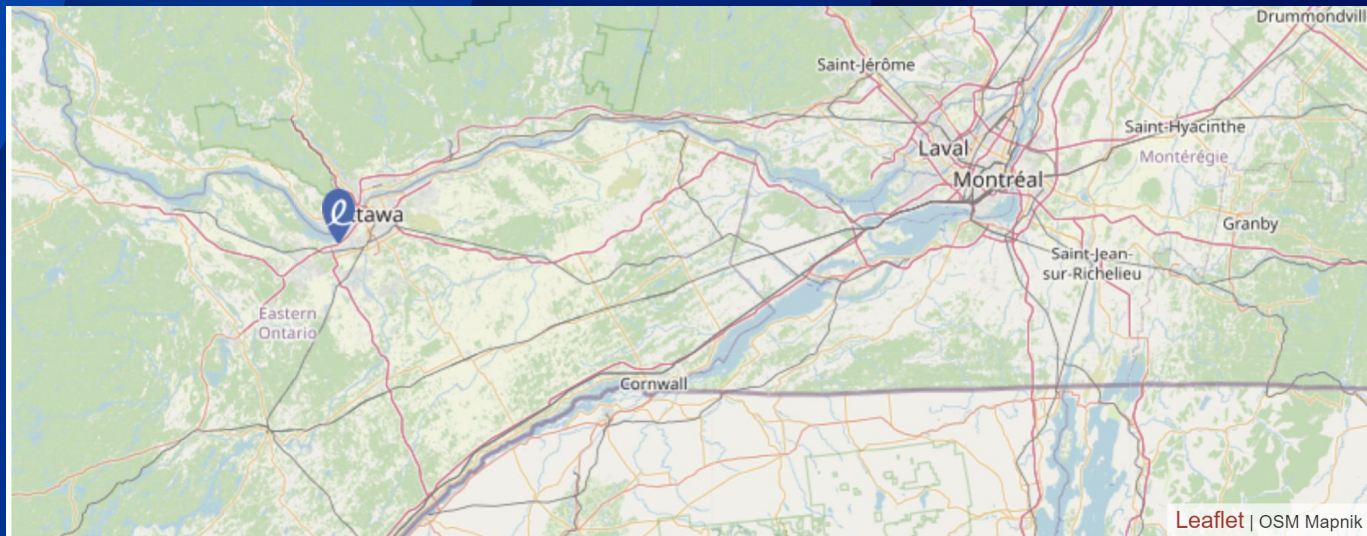 Drummondvill
Saint-Jérôme
Saint-Hyacinthe
Laval
Montérégie
Montréal
ttawa
Granby
Saint-Jean-
sur-Richelieu
Eastern
Ontario
Cornwall
Leaflet | OSM Mapnik